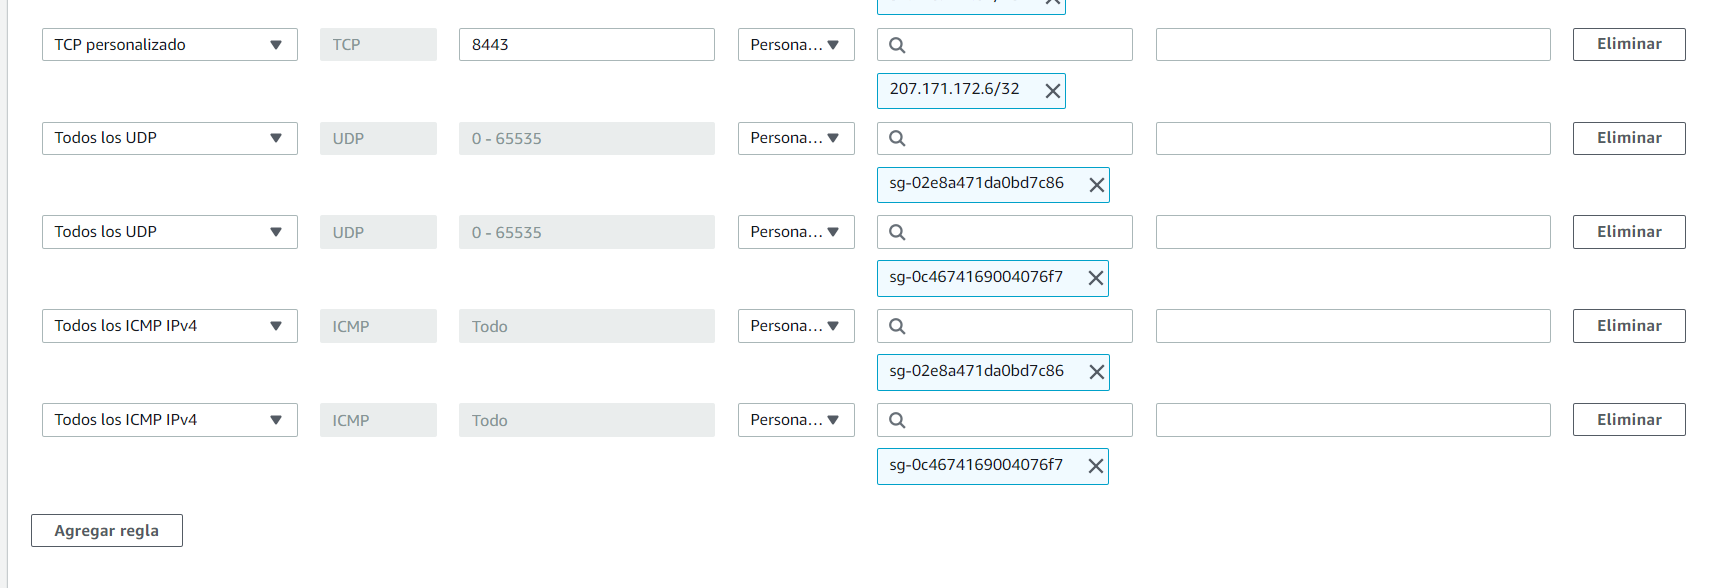 TCP personalizado TCP 8443 Persona... Eliminar
207.171.172.6/32
Todos los UDP UDP 0 - 65535 Persona... Eliminar
sg-02e8a471da0bd7c86
Todos los UDP UDP 0 - 65535 Persona... Eliminar
sg-0c4674169004076f7
Todos los ICMP IPv4 ICMP Todo Persona... Eliminar
sg-02e8a471da0bd7c86
Todos los ICMP IPv4 ICMP Todo Persona... Eliminar
sg-0c4674169004076f7
Agregar regla